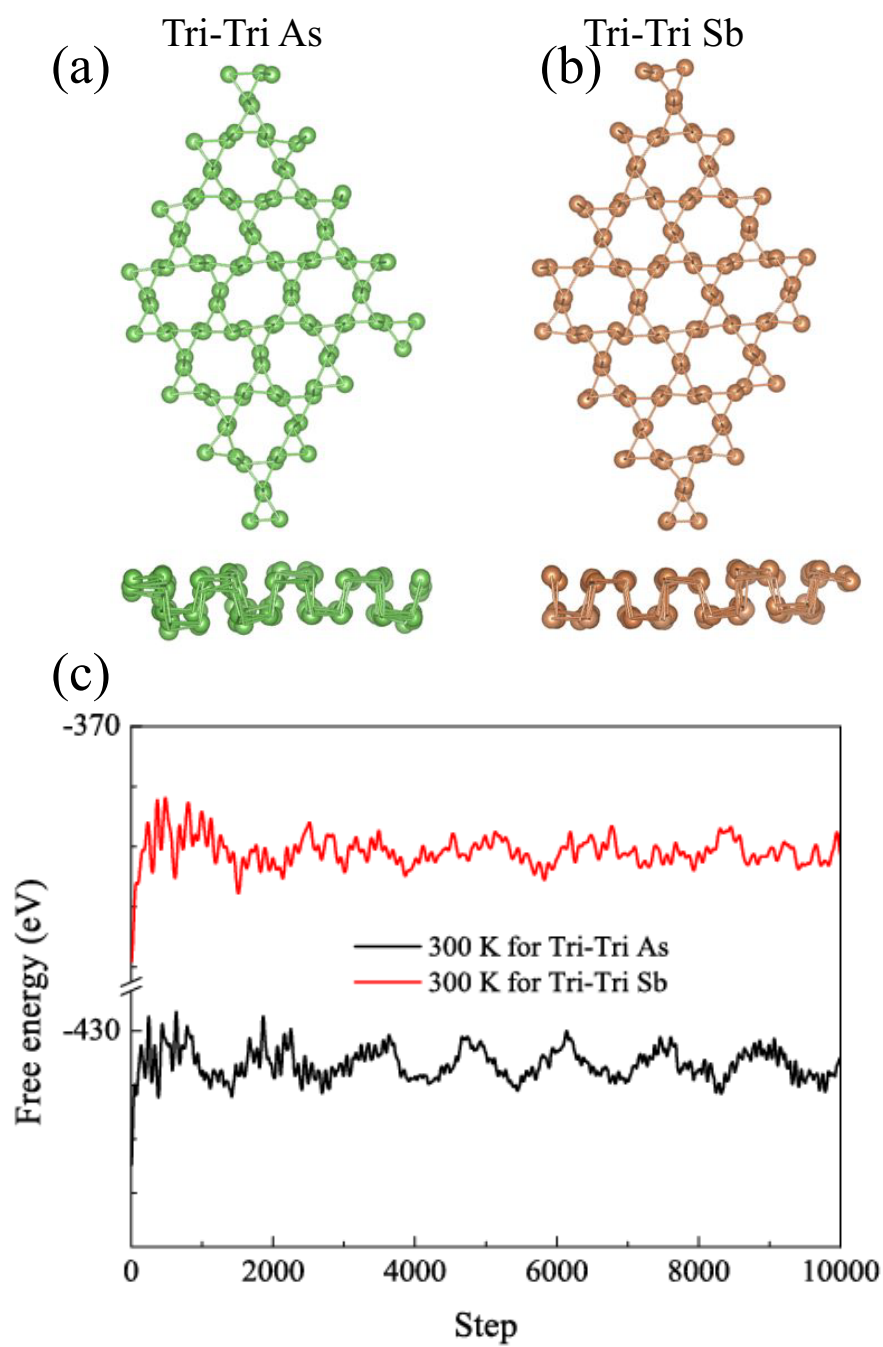 Tri-Tri As
Tri-Tri Sb
(a)
(b)
(c)
-370
-430
Free energy (eV)
300 K for Tri-Tri As
300 K for Tri-Tri Sb
0 2000 4000 6000 8000 10000
Step